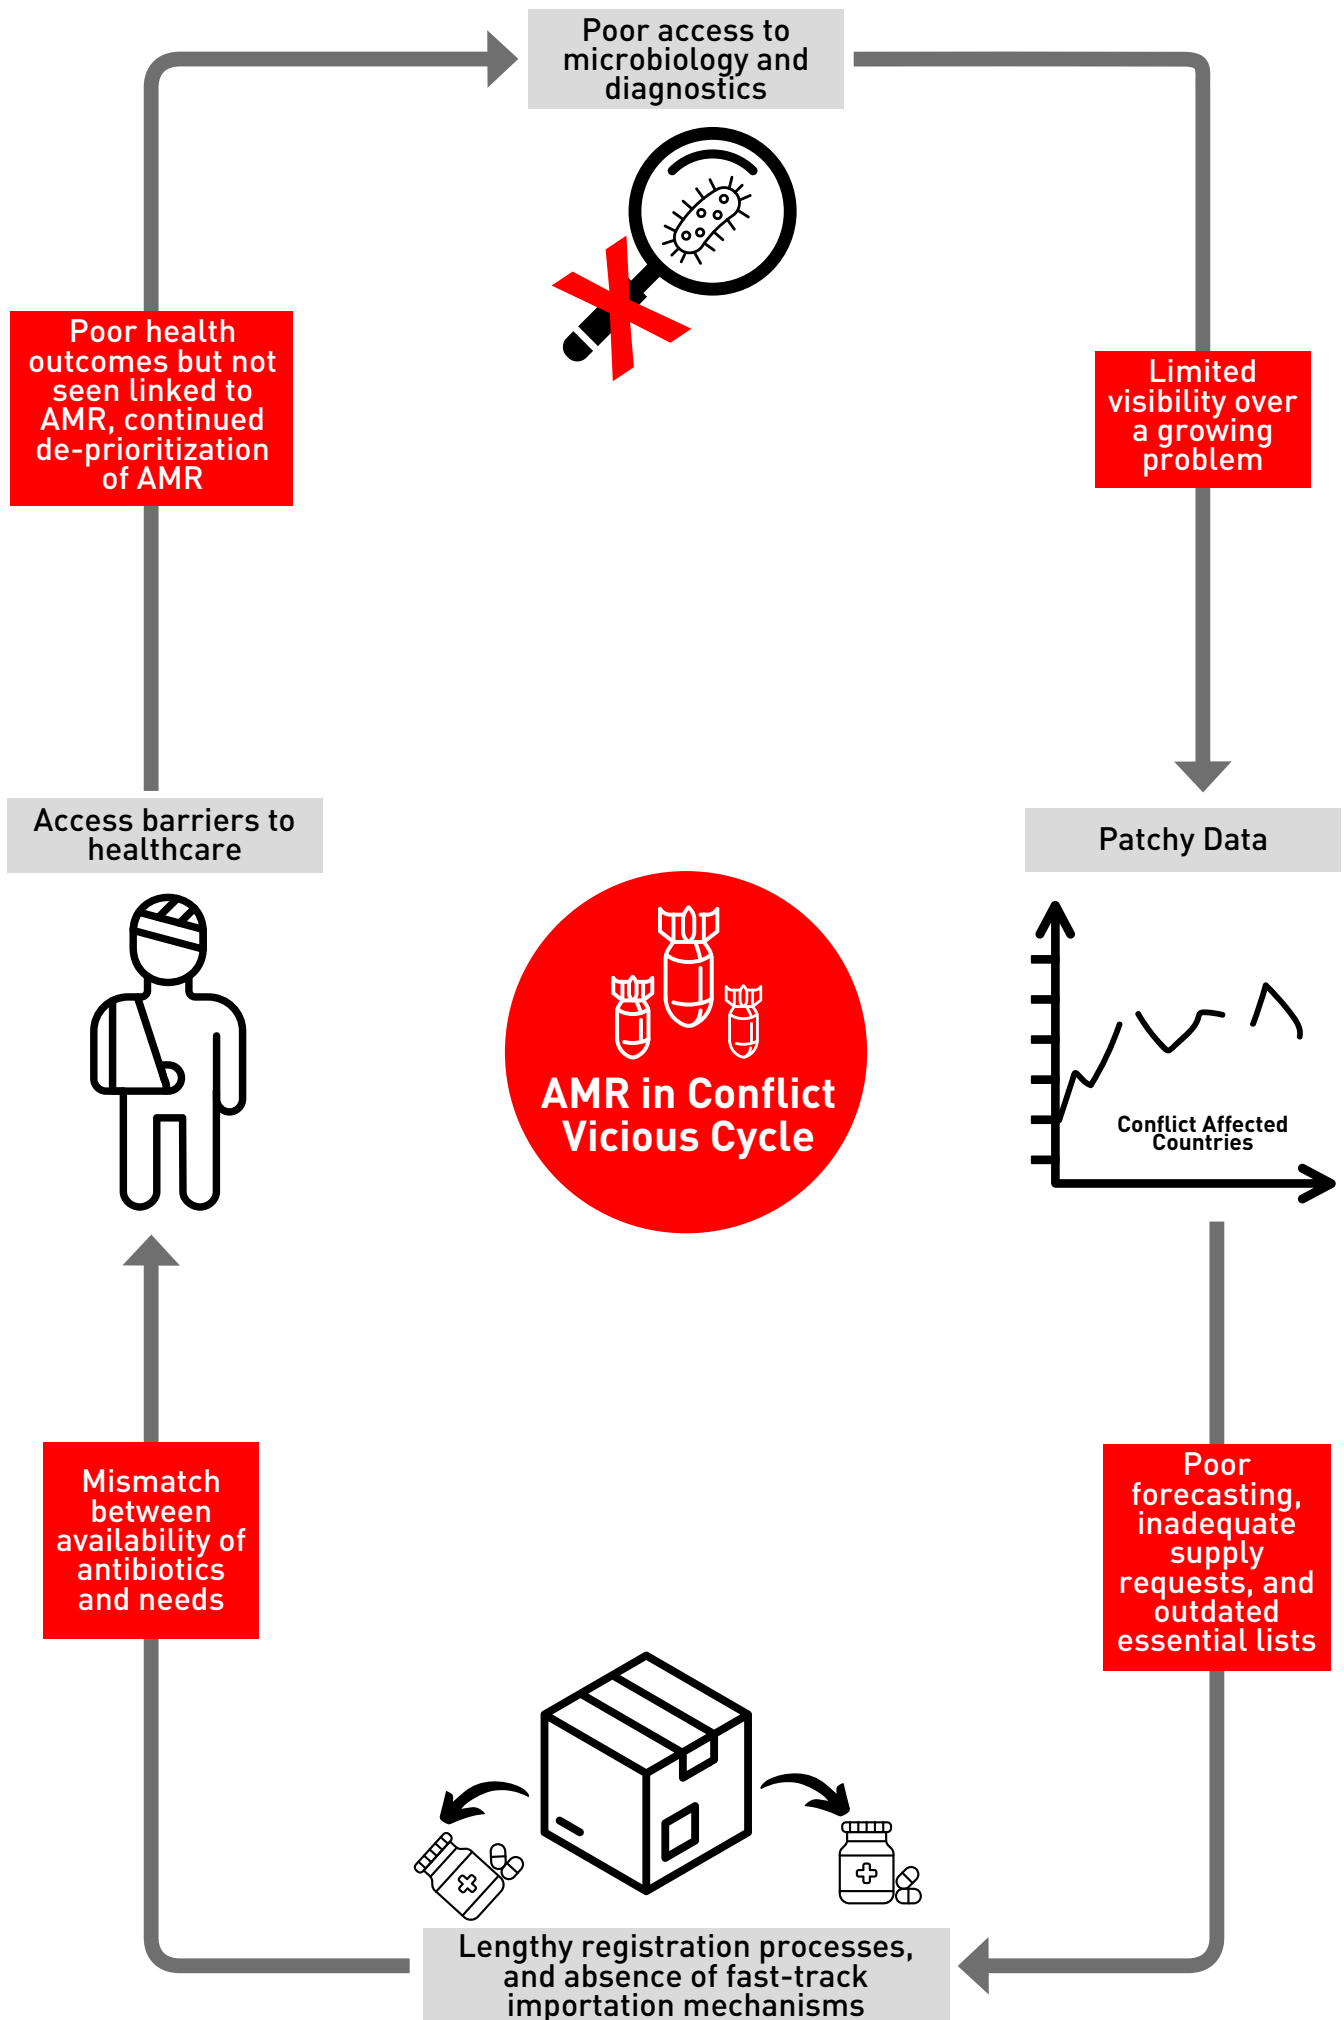 Poor access to
microbiology and
diagnostics
Limited
visibility over
a growing
problem
Patchy Data
Conflict Affected
Countries
Poor
forecasting,
inadequate
supply
requests, and
outdated
essential lists
Lengthy registration processes,
and absence of fast-track
importation mechanisms
Mismatch
between
availability of
antibiotics
and needs
Access barriers to
healthcare
Poor health
outcomes but not
seen linked to
AMR, continued
de-prioritization
of AMR
AMR in Conflict
Vicious Cycle